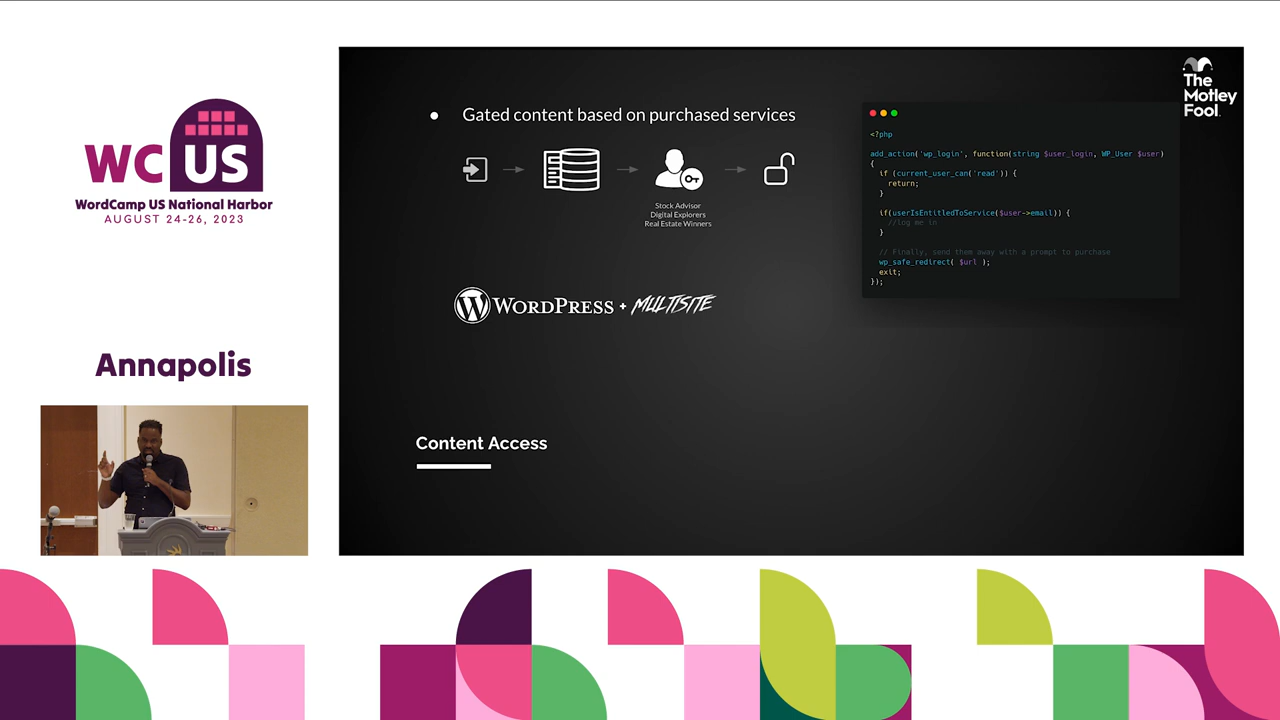 WC US
WordCamp US National Harbor
AUGUST 24-26, 2023
Annapolis
The
Motley
Fool.
● Gated content based on purchased services
Stock Advisor
Digital Explorers
Real Estate Winners
WORDPRESS + MULTISITE
Content Access
<?php
add_action('wp_login', function(string $user_login, WP_User $user)
{
if (current_user_can('read')) {
return;
}
if(userIsEntitledToService($user->email)) {
//log me in
}
// Finally, send them away with a prompt to purchase
wp_safe_redirect( $url );
exit;
});